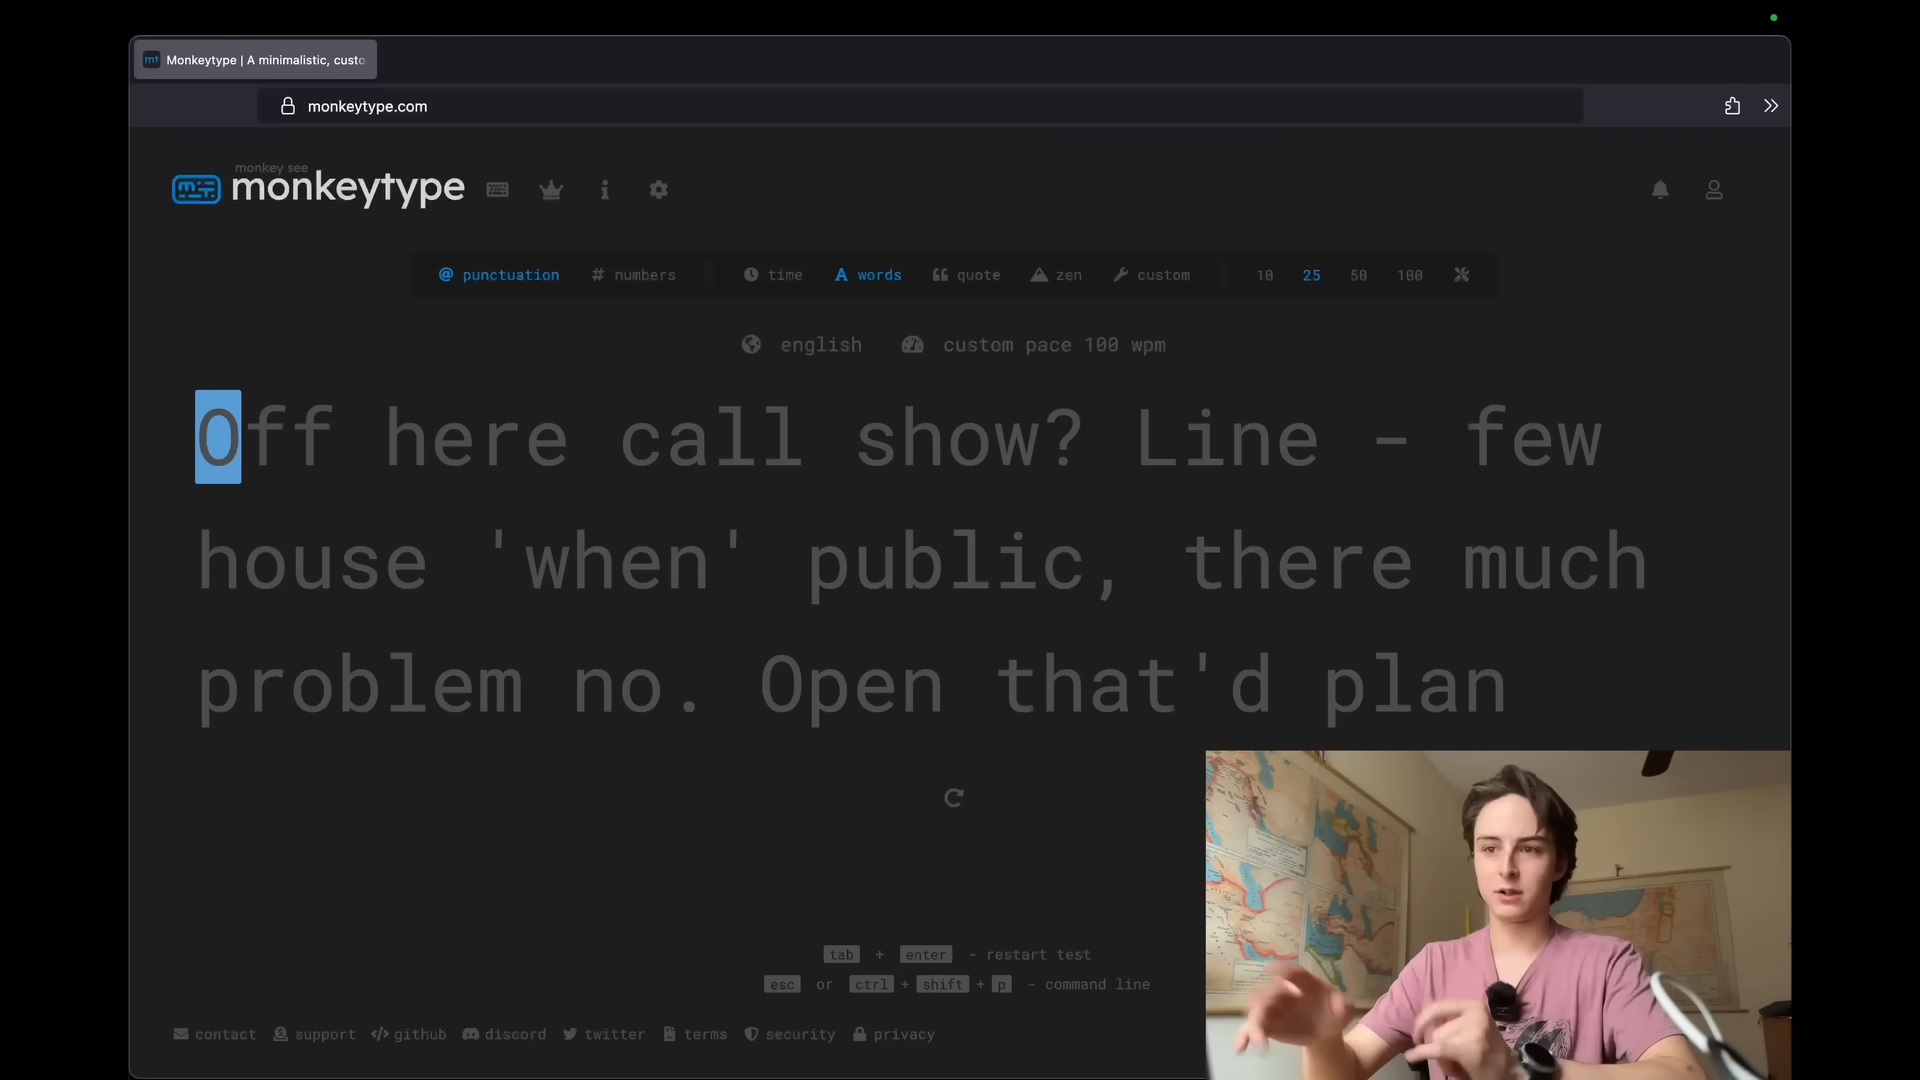 Monkeytype | A minimalistic, custo
monkeytype.com
monkey see
monkeytype
@ punctuation # numbers time A words quote zen custom 10 25 50 100
english custom pace 100 wpm
Off here call show? Line - few
house 'when' public, there much
problem no. Open that'd plan
tab + enter - restart test
esc or ctrl + shift + p - command line
contact support github discord twitter terms security privacy